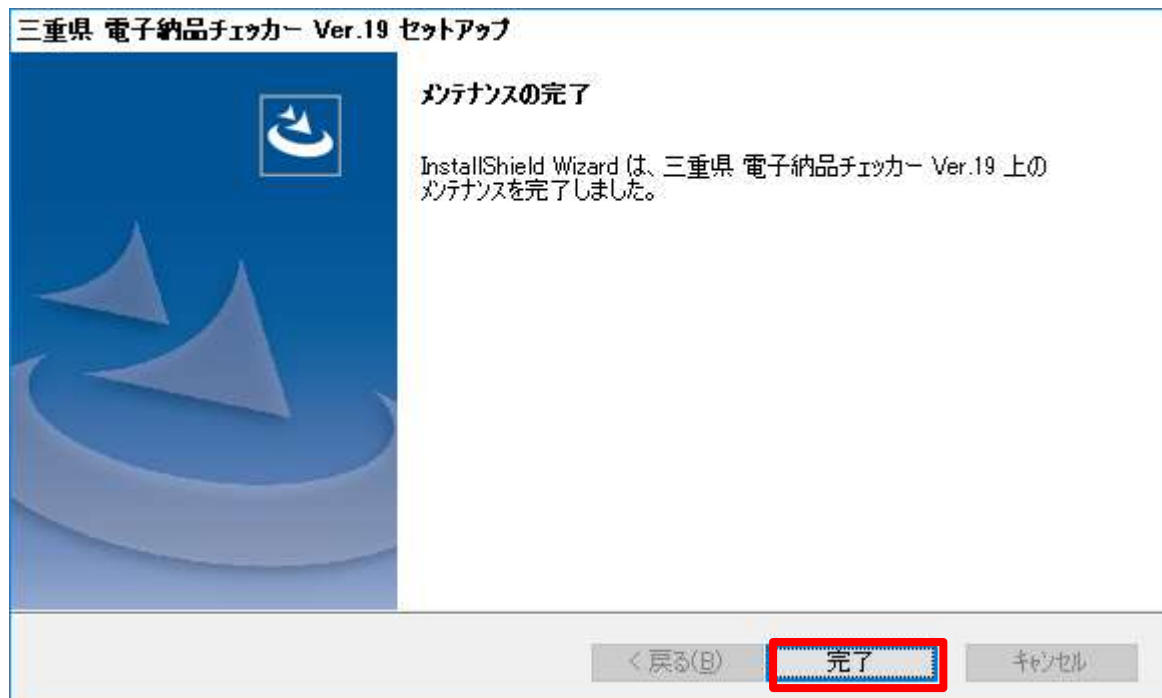 三重県 電子納品チェッカー Ver.19 セットアップ
メンテナンスの完了
InstallShield Wizard は、三重県 電子納品チェッカー Ver.19 上の
メンテナンスを完了しました。
< 戻る(B) 完了 キャンセル